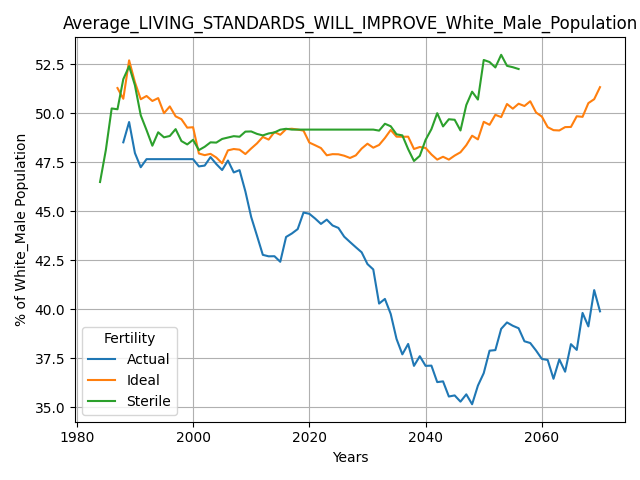 Average_LIVING_STANDARDS_WILL_IMPROVE_White_Male_Population
% of White_Male Population
52.5
50.0
47.5
45.0
42.5
40.0
37.5
35.0
Fertility
Actual
Ideal
Sterile
1980
2000
2020
2040
2060
Years